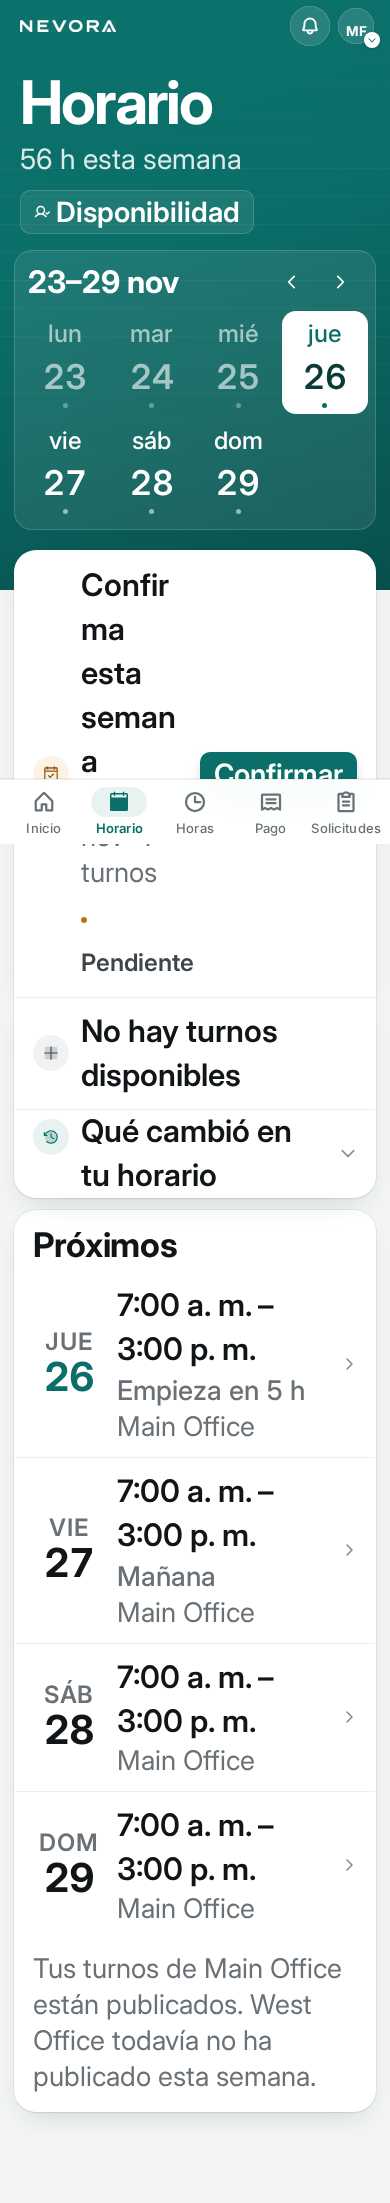 NEVORA
MF
Horario
56 h esta semana
Disponibilidad
23–29 nov
lun
mar
mié
jue
23
24
25
26
vie
sáb
dom
27
28
29
Confir
ma
esta
seman
a
Confirmar
Inicio
Horario
Horas
Pago
Solicitudes
turnos
Pendiente
No hay turnos
disponibles
Qué cambió en
tu horario
Próximos
JUE
26
7:00 a. m. –
3:00 p. m.
Empieza en 5 h
Main Office
VIE
27
7:00 a. m. –
3:00 p. m.
Mañana
Main Office
SÁB
28
7:00 a. m. –
3:00 p. m.
Main Office
DOM
29
7:00 a. m. –
3:00 p. m.
Main Office
Tus turnos de Main Office
están publicados. West
Office todavía no ha
publicado esta semana.